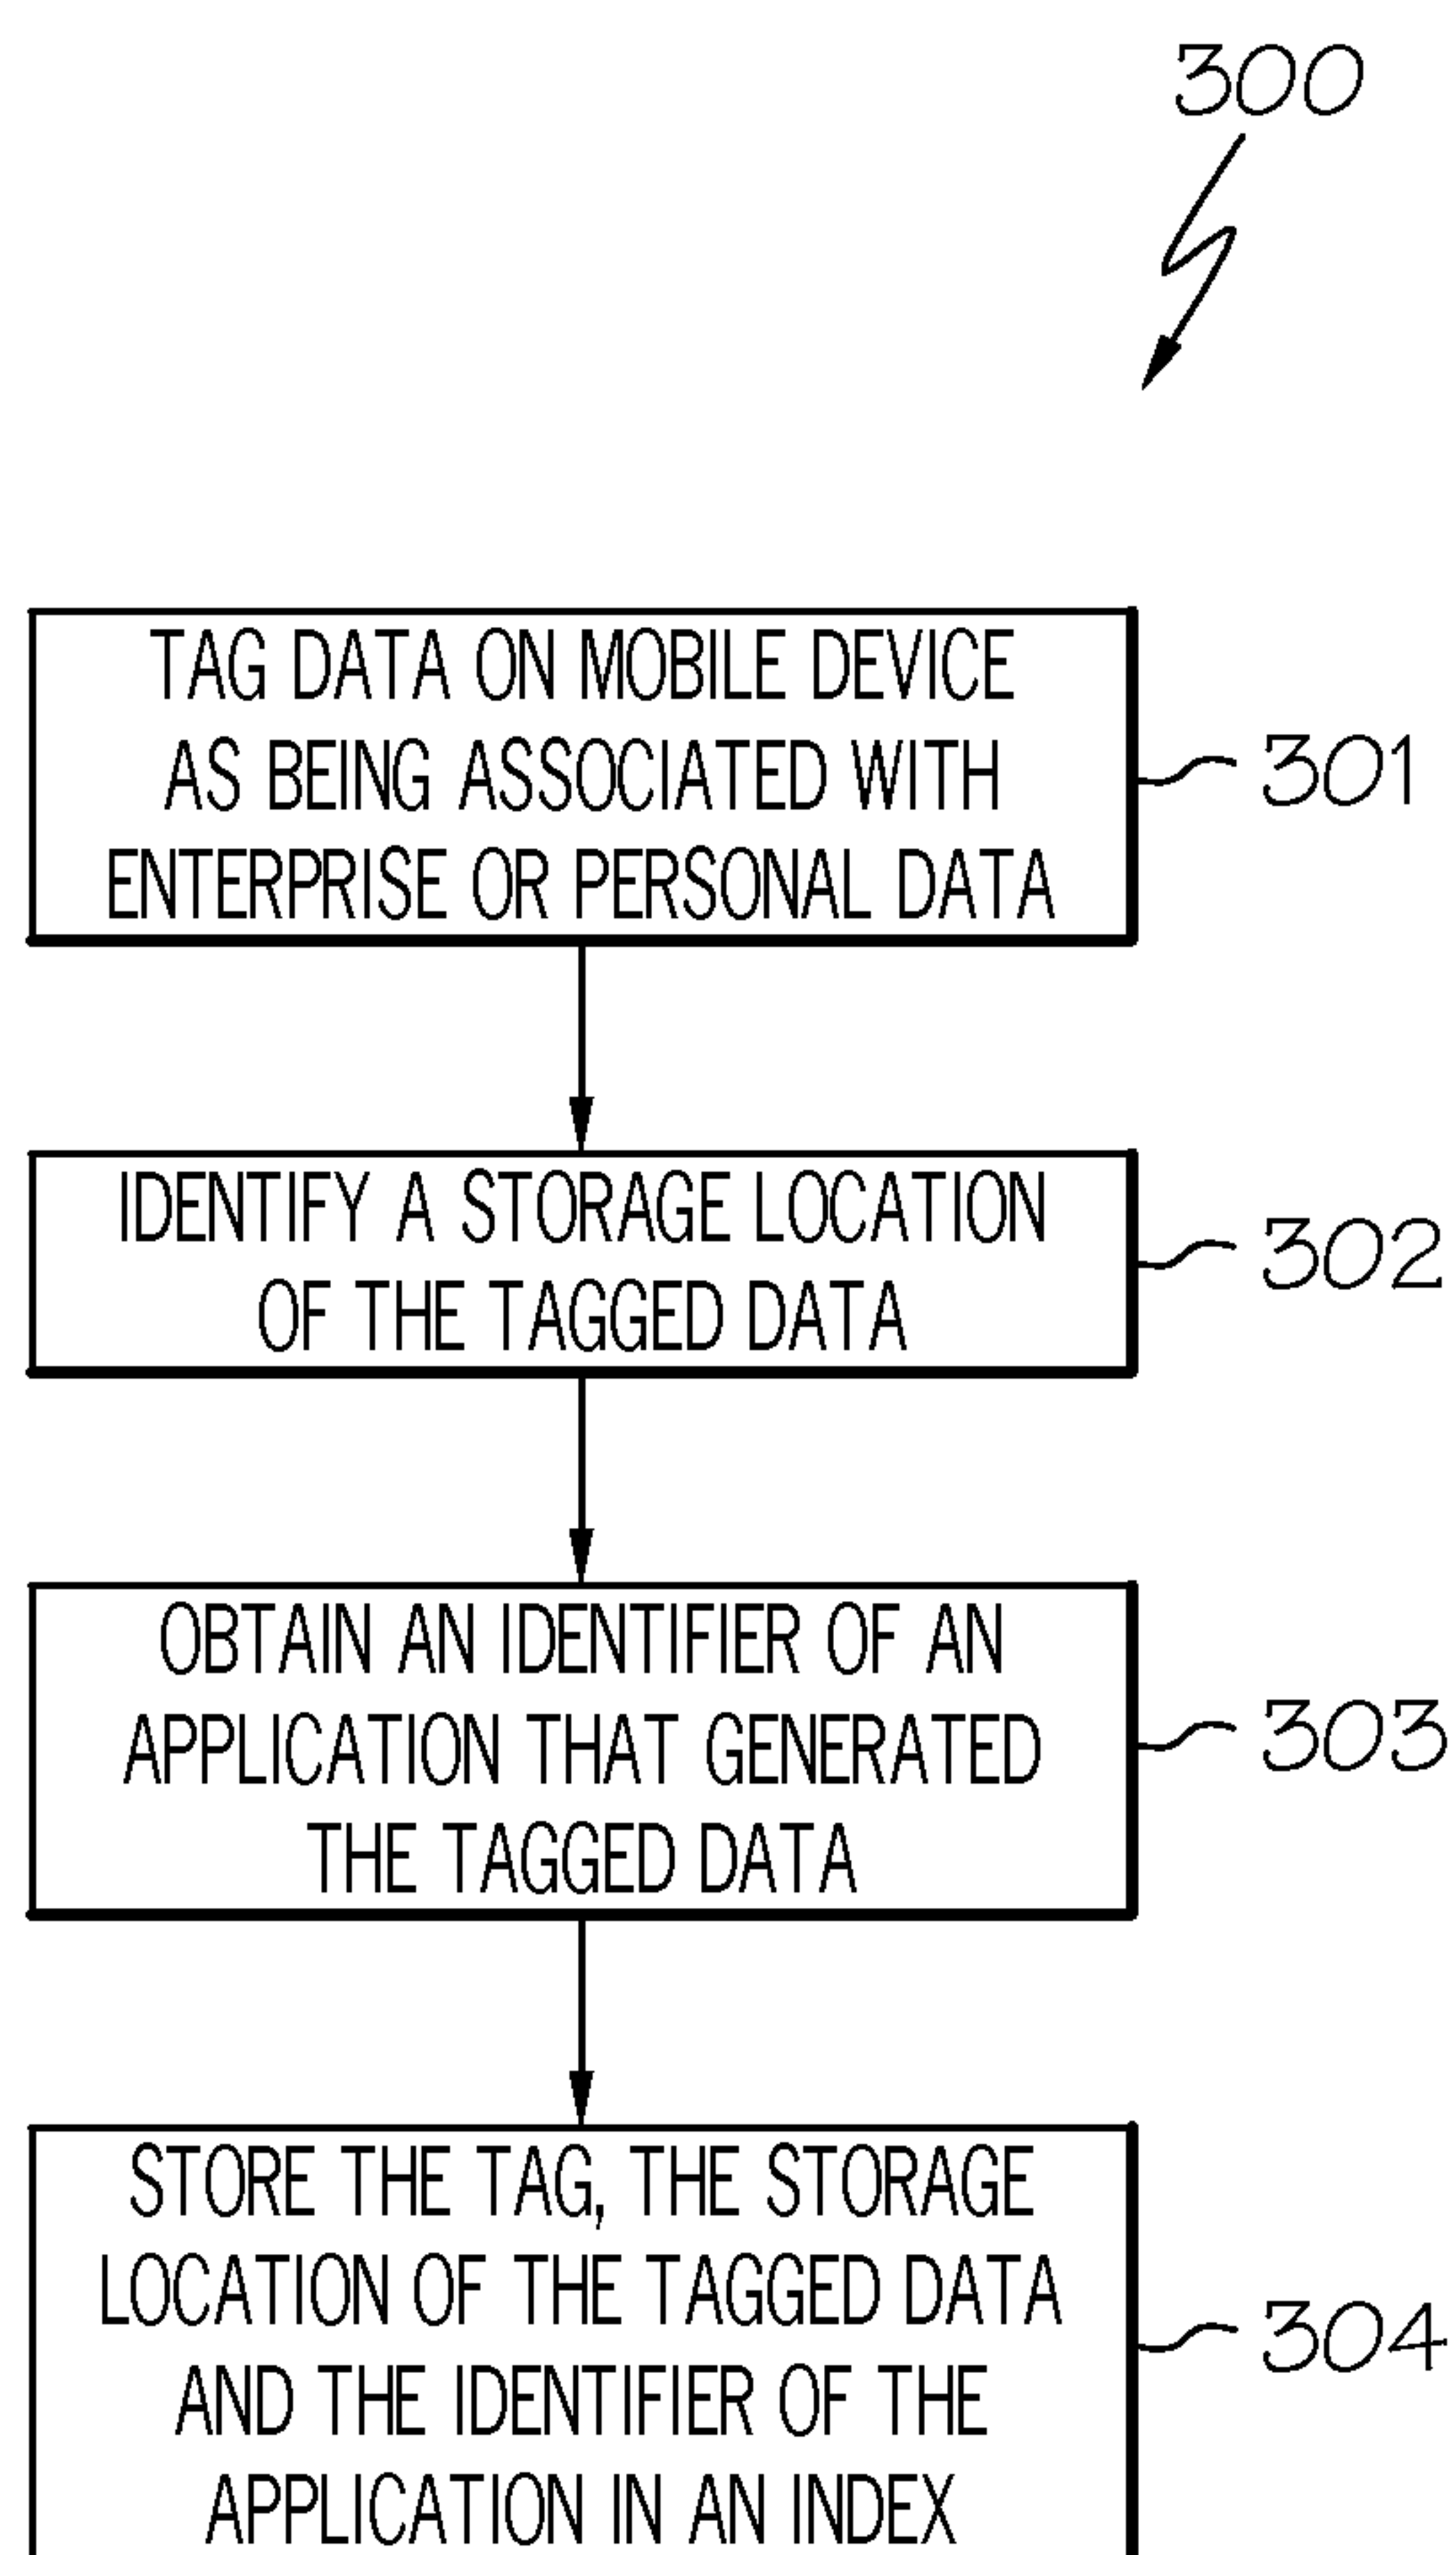 300
TAG DATA ON MOBILE DEVICE
AS BEING ASSOCIATED WITH
ENTERPRISE OR PERSONAL DATA
301
IDENTIFY A STORAGE LOCATION
OF THE TAGGED DATA
302
OBTAIN AN IDENTIFIER OF AN
APPLICATION THAT GENERATED
THE TAGGED DATA
303
STORE THE TAG, THE STORAGE
LOCATION OF THE TAGGED DATA
AND THE IDENTIFIER OF THE
APPLICATION IN AN INDEX
304